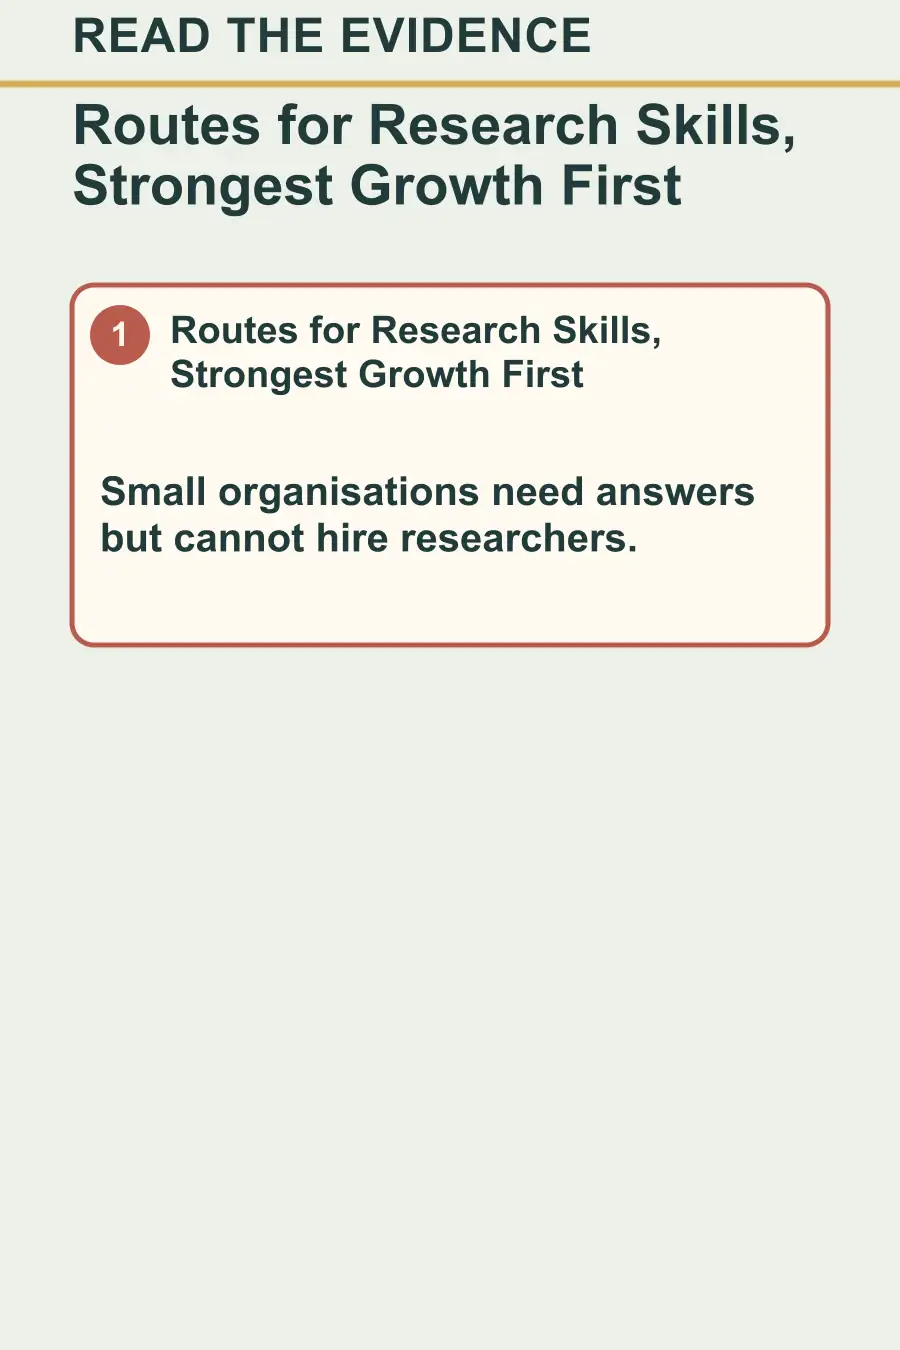 READ THE EVIDENCE
Routes for Research Skills,
Strongest Growth First
1
Routes for Research Skills,
Strongest Growth First
Small organisations need answers
but cannot hire researchers.